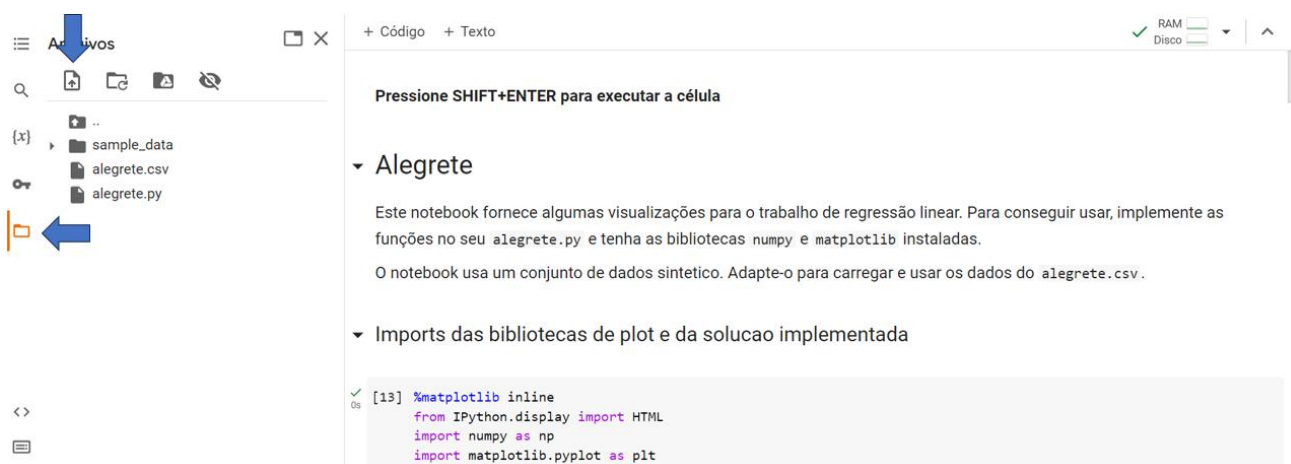 Arquivos
+ Código + Texto
RAM
Disco
Pressione SHIFT+ENTER para executar a célula
{x}
..
sample_data
alegrete.csv
alegrete.py
Alegrete
Este notebook fornece algumas visualizações para o trabalho de regressão linear. Para conseguir usar, implemente as
funções no seu alegrete.py e tenha as bibliotecas numpy e matplotlib instaladas.
O notebook usa um conjunto de dados sintetico. Adapte-o para carregar e usar os dados do alegrete.csv.
Imports das bibliotecas de plot e da solucao implementada
0s
[13] %matplotlib inline
from IPython.display import HTML
import numpy as np
import matplotlib.pyplot as plt